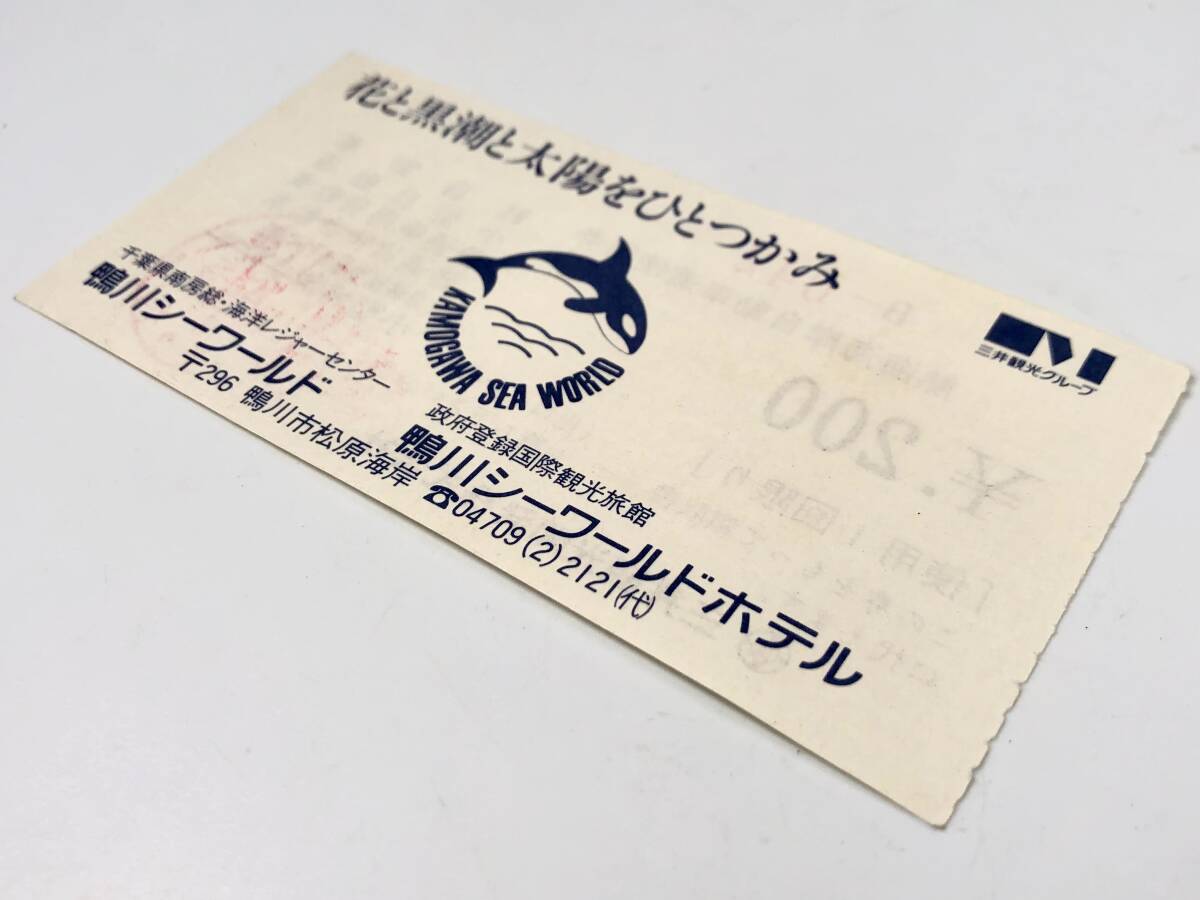 花と黒潮と太陽をひとつかみ
KAMOGAWA SEA WORLD
三井観光グループ
千葉県南房総・海洋レジャーセンター
鴨川シーワールド
政府登録国際観光旅館
鴨川シーワールドホテル
〒296 鴨川市松原海岸 ☎04709(2)2121(代)
¥.200